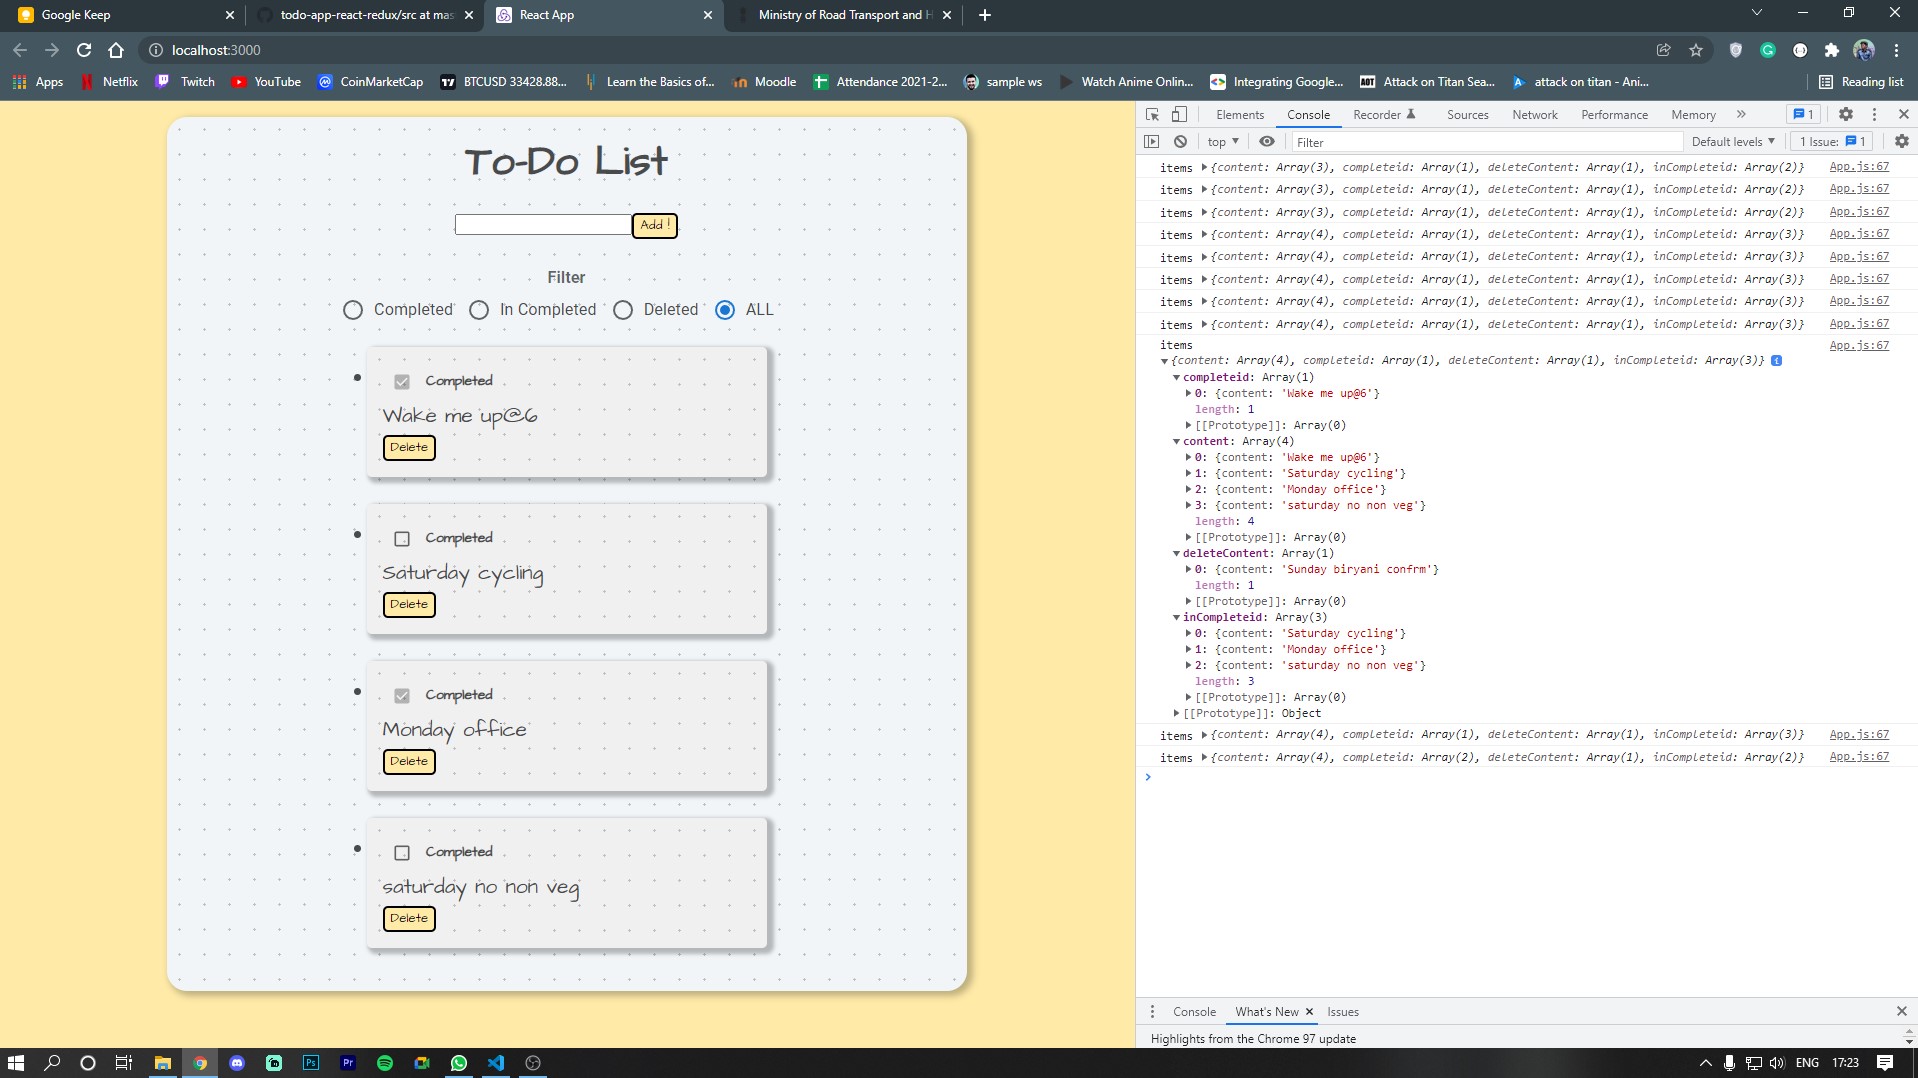 Google Keep
todo-app-react-redux/src at mas
React App
Ministry of Road Transport and H
localhost:3000
Apps
Netflix
Twitch
YouTube
CoinMarketCap
BTCUSD 33428.88...
Learn the Basics of...
Moodle
Attendance 2021-2...
sample ws
Watch Anime Onlin...
Integrating Google...
Attack on Titan Sea...
attack on titan - Ani...
Reading list
To-Do List
Add !
Filter
Completed In Completed Deleted ALL
Completed
Wake me up@6
Delete
Completed
Saturday cycling
Delete
Completed
Monday office
Delete
Completed
saturday no non veg
Delete
Elements Console Recorder Sources Network Performance Memory 1
top Filter Default levels 1 Issue: 1
items {content: Array(3), completeid: Array(1), deleteContent: Array(1), inCompleteid: Array(2)} App.js:67
items {content: Array(3), completeid: Array(1), deleteContent: Array(1), inCompleteid: Array(2)} App.js:67
items {content: Array(3), completeid: Array(1), deleteContent: Array(1), inCompleteid: Array(2)} App.js:67
items {content: Array(4), completeid: Array(1), deleteContent: Array(1), inCompleteid: Array(3)} App.js:67
items {content: Array(4), completeid: Array(1), deleteContent: Array(1), inCompleteid: Array(3)} App.js:67
items {content: Array(4), completeid: Array(1), deleteContent: Array(1), inCompleteid: Array(3)} App.js:67
items {content: Array(4), completeid: Array(1), deleteContent: Array(1), inCompleteid: Array(3)} App.js:67
items {content: Array(4), completeid: Array(1), deleteContent: Array(1), inCompleteid: Array(3)} App.js:67
items App.js:67
{content: Array(4), completeid: Array(1), deleteContent: Array(1), inCompleteid: Array(3)} i
completeid: Array(1)
0: {content: 'Wake me up@6'}
length: 1
[[Prototype]]: Array(0)
content: Array(4)
0: {content: 'Wake me up@6'}
1: {content: 'Saturday cycling'}
2: {content: 'Monday office'}
3: {content: 'saturday no non veg'}
length: 4
[[Prototype]]: Array(0)
deleteContent: Array(1)
0: {content: 'Sunday biryani confrm'}
length: 1
[[Prototype]]: Array(0)
inCompleteid: Array(3)
0: {content: 'Saturday cycling'}
1: {content: 'Monday office'}
2: {content: 'saturday no non veg'}
length: 3
[[Prototype]]: Array(0)
[[Prototype]]: Object
items {content: Array(4), completeid: Array(1), deleteContent: Array(1), inCompleteid: Array(3)} App.js:67
items {content: Array(4), completeid: Array(2), deleteContent: Array(1), inCompleteid: Array(2)} App.js:67
Console What's New Issues
Highlights from the Chrome 97 update
ENG 17:23